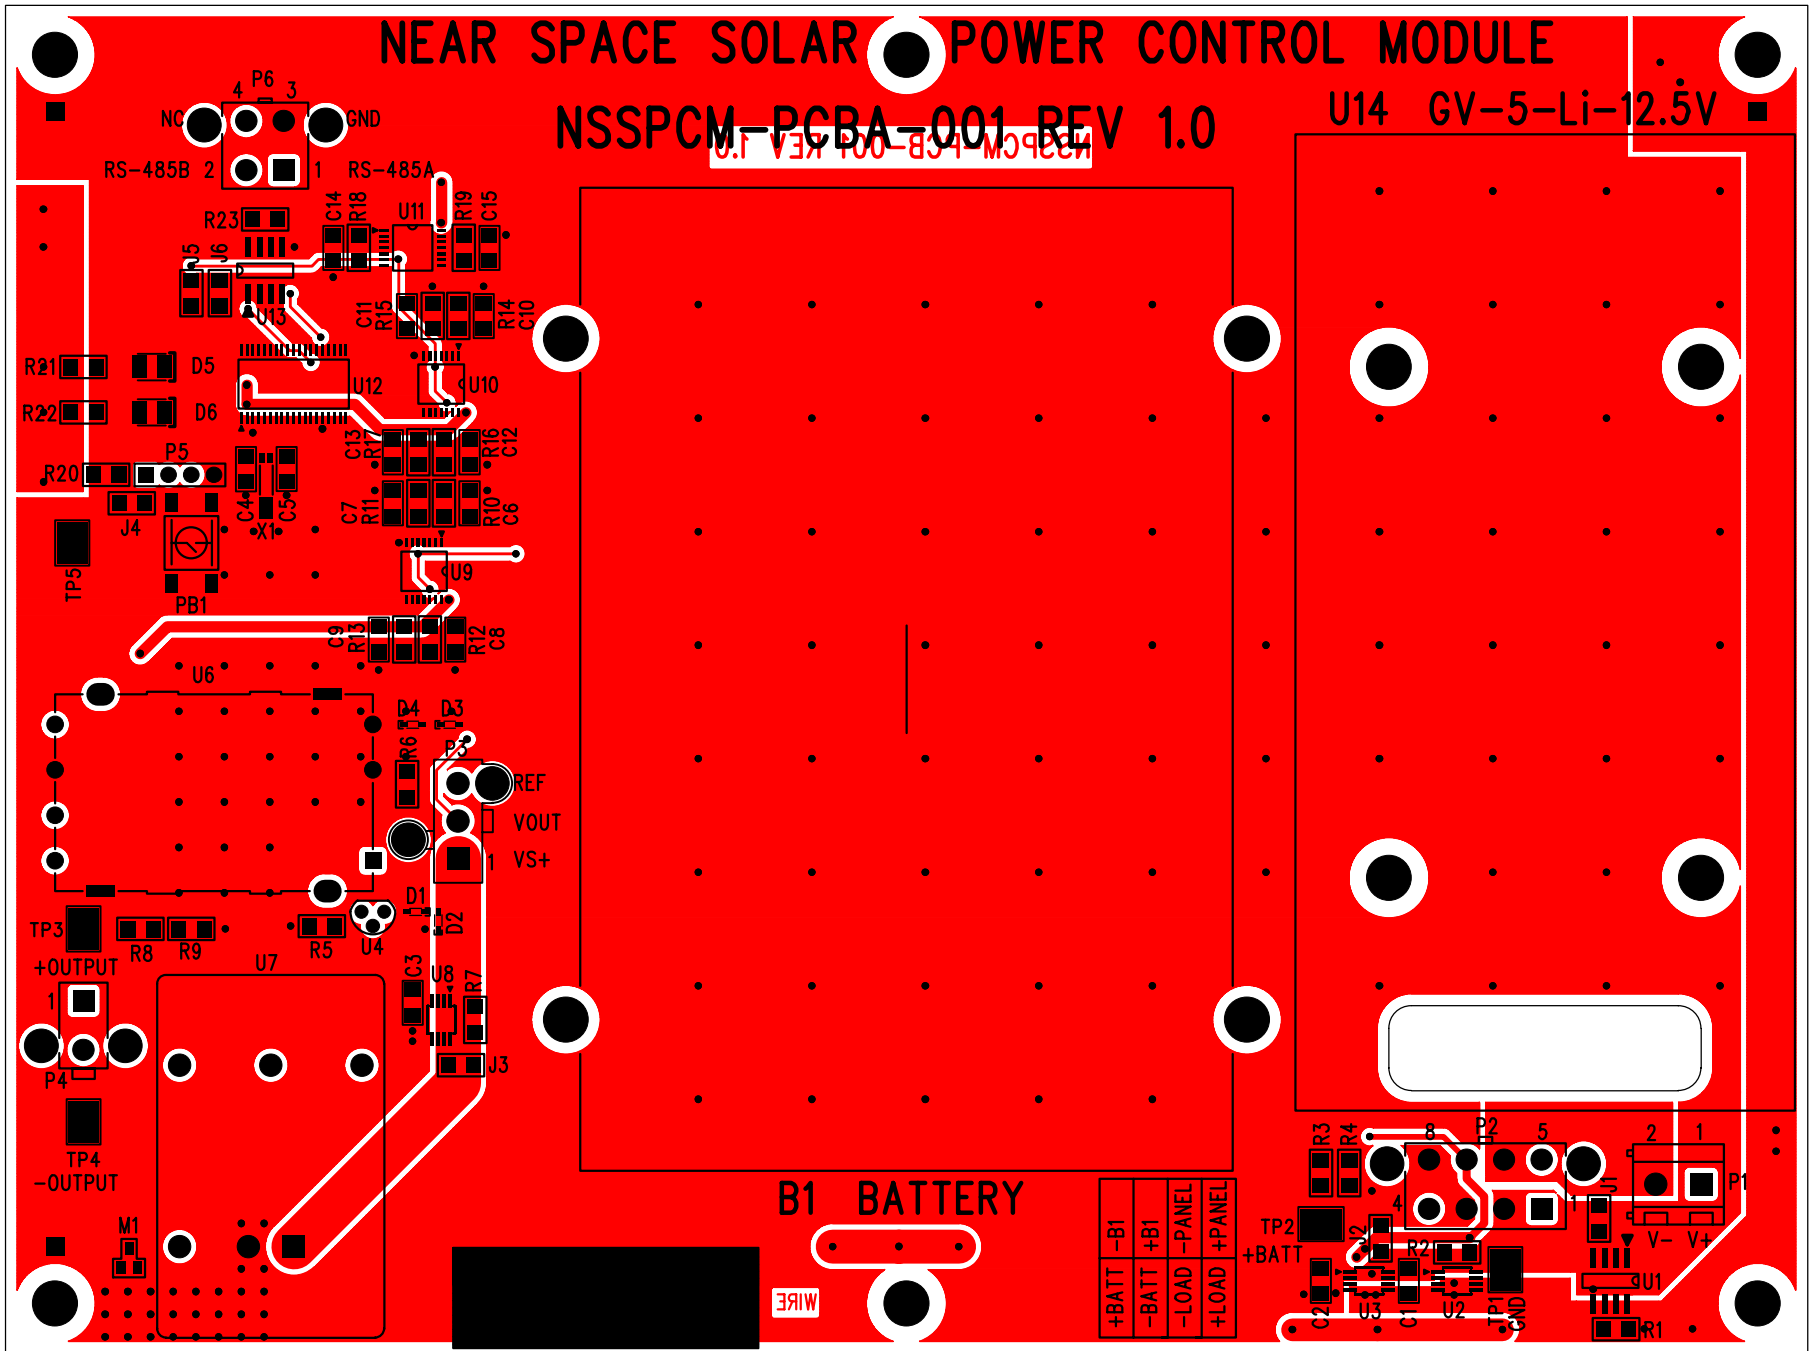 NEAR SPACE SOLAR POWER CONTROL MODULE
NSSPCM-PCBA-001 REV 1.0
NSSPCM-PCB-001 REV 1.0
U14 GV-5-Li-12.5V
P6
4 3
NC GND
RS-485B 2 1 RS-485A
R23
C14 R18 U11 R19 C15
J5 J6
U13
C11 R15 R14 C10
R21 D5
U12 U10
R22 D6
C13 R17 R16 C12
P5
R20
J4
C4 X1 C5
C7 R11 R10 C6
TP5
PB1
U9
C9 R13 R12 C8
U6
D4 D3
R6 P3
REF
VOUT
1 VS+
D1
D2
U4
TP3
R8 R9 R5
+OUTPUT
U7
C3 U8 R7
1
J3
P4
TP4
-OUTPUT
M1
B1 BATTERY
WIRE
+BATT -B1
-BATT +B1
-LOAD -PANEL
+LOAD +PANEL
R3 R4
8 P2 5
4 1
2 1
P1
J1
V- V+
TP2
+BATT
J2 R2
C2 U3 C1 U2 TP1 GND
U1
R1